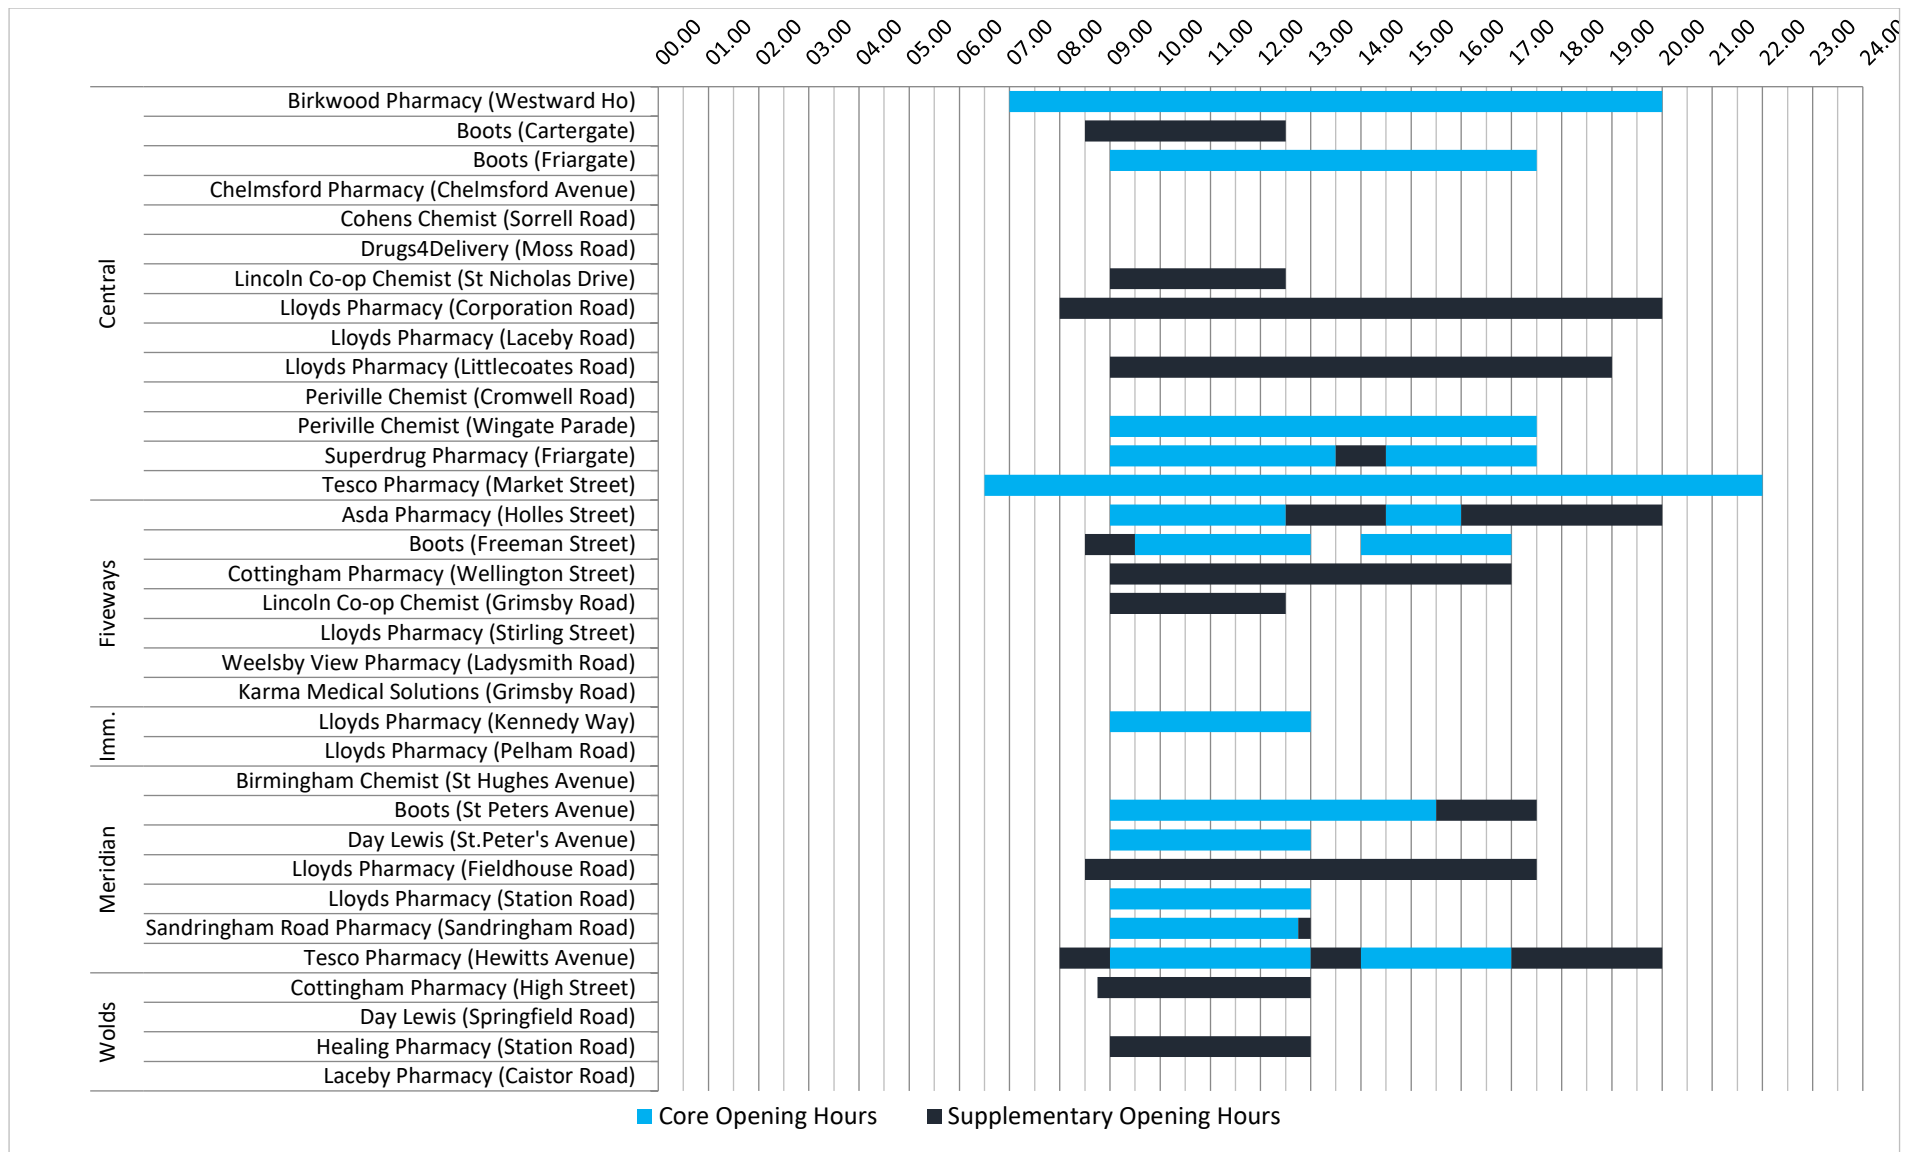 00.00 01.00 02.00 03.00 04.00 05.00 06.00 07.00 08.00 09.00 10.00 11.00 12.00 13.00 14.00 15.00 16.00 17.00 18.00 19.00 20.00 21.00 22.00 23.00 24.00
Central
Birkwood Pharmacy (Westward Ho)
Boots (Cartergate)
Boots (Friargate)
Chelmsford Pharmacy (Chelmsford Avenue)
Cohens Chemist (Sorrell Road)
Drugs4Delivery (Moss Road)
Lincoln Co-op Chemist (St Nicholas Drive)
Lloyds Pharmacy (Corporation Road)
Lloyds Pharmacy (Laceby Road)
Lloyds Pharmacy (Littlecoates Road)
Periville Chemist (Cromwell Road)
Periville Chemist (Wingate Parade)
Superdrug Pharmacy (Friargate)
Tesco Pharmacy (Market Street)
Fiveways
Asda Pharmacy (Holles Street)
Boots (Freeman Street)
Cottingham Pharmacy (Wellington Street)
Lincoln Co-op Chemist (Grimsby Road)
Lloyds Pharmacy (Stirling Street)
Weelsby View Pharmacy (Ladysmith Road)
Karma Medical Solutions (Grimsby Road)
Imm.
Lloyds Pharmacy (Kennedy Way)
Lloyds Pharmacy (Pelham Road)
Meridian
Birmingham Chemist (St Hughes Avenue)
Boots (St Peters Avenue)
Day Lewis (St.Peter's Avenue)
Lloyds Pharmacy (Fieldhouse Road)
Lloyds Pharmacy (Station Road)
Sandringham Road Pharmacy (Sandringham Road)
Tesco Pharmacy (Hewitts Avenue)
Wolds
Cottingham Pharmacy (High Street)
Day Lewis (Springfield Road)
Healing Pharmacy (Station Road)
Laceby Pharmacy (Caistor Road)
Core Opening Hours
Supplementary Opening Hours